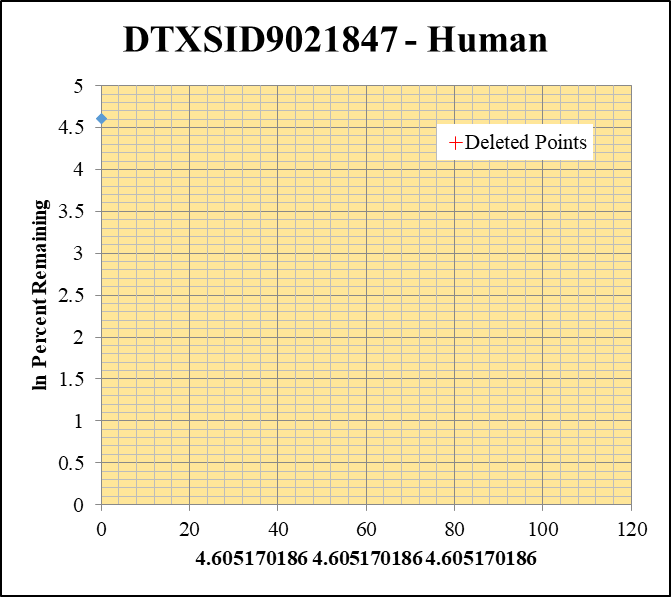 DTXSID9021847 - Human
5
4.5
4
3.5
3
2.5
2
1.5
1
0.5
0
ln Percent Remaining
Deleted Points
0 20 40 60 80 100 120
4.605170186 4.605170186 4.605170186